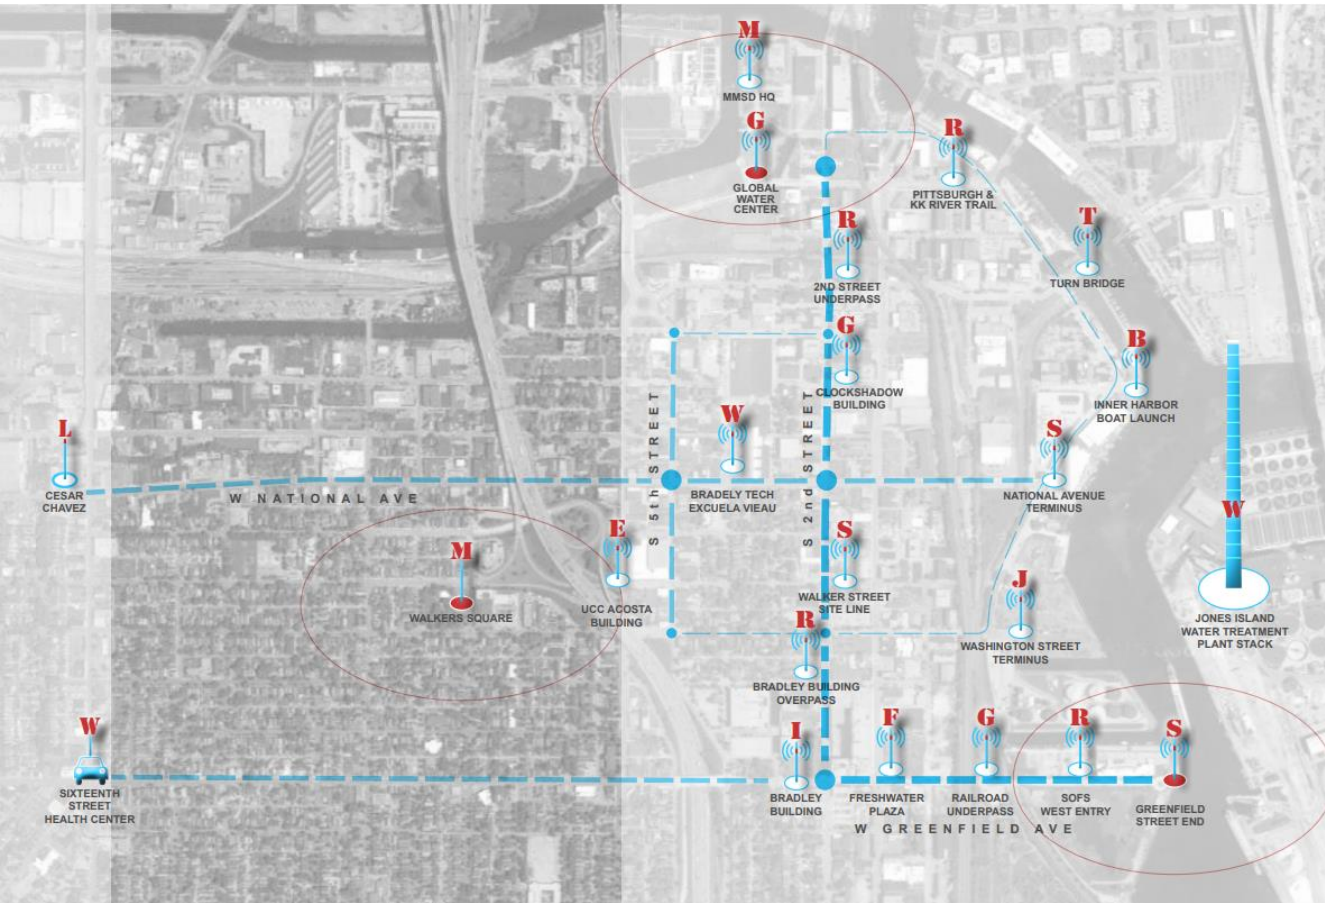 M
MMSD HQ
G
GLOBAL
WATER
CENTER
R
PITTSBURGH &
KK RIVER TRAIL
R
2ND STREET
UNDERPASS
T
TURN BRIDGE
G
CLOCKSHADOW
BUILDING
B
INNER HARBOR
BOAT LAUNCH
L
CESAR
CHAVEZ
W NATIONAL AVE
S 5th STREET
W
BRADELY TECH
EXCUELA VIEAU
S 2nd STREET
S
NATIONAL AVENUE
TERMINUS
W
JONES ISLAND
WATER TREATMENT
PLANT STACK
M
WALKERS SQUARE
E
UCC ACOSTA
BUILDING
S
WALKER STREET
SITE LINE
J
WASHINGTON STREET
TERMINUS
R
BRADLEY BUILDING
OVERPASS
W
SIXTEENTH
STREET
HEALTH CENTER
I
BRADLEY
BUILDING
F
FRESHWATER
PLAZA
G
RAILROAD
UNDERPASS
R
SOFS
WEST ENTRY
S
GREENFIELD
STREET END
W GREENFIELD AVE